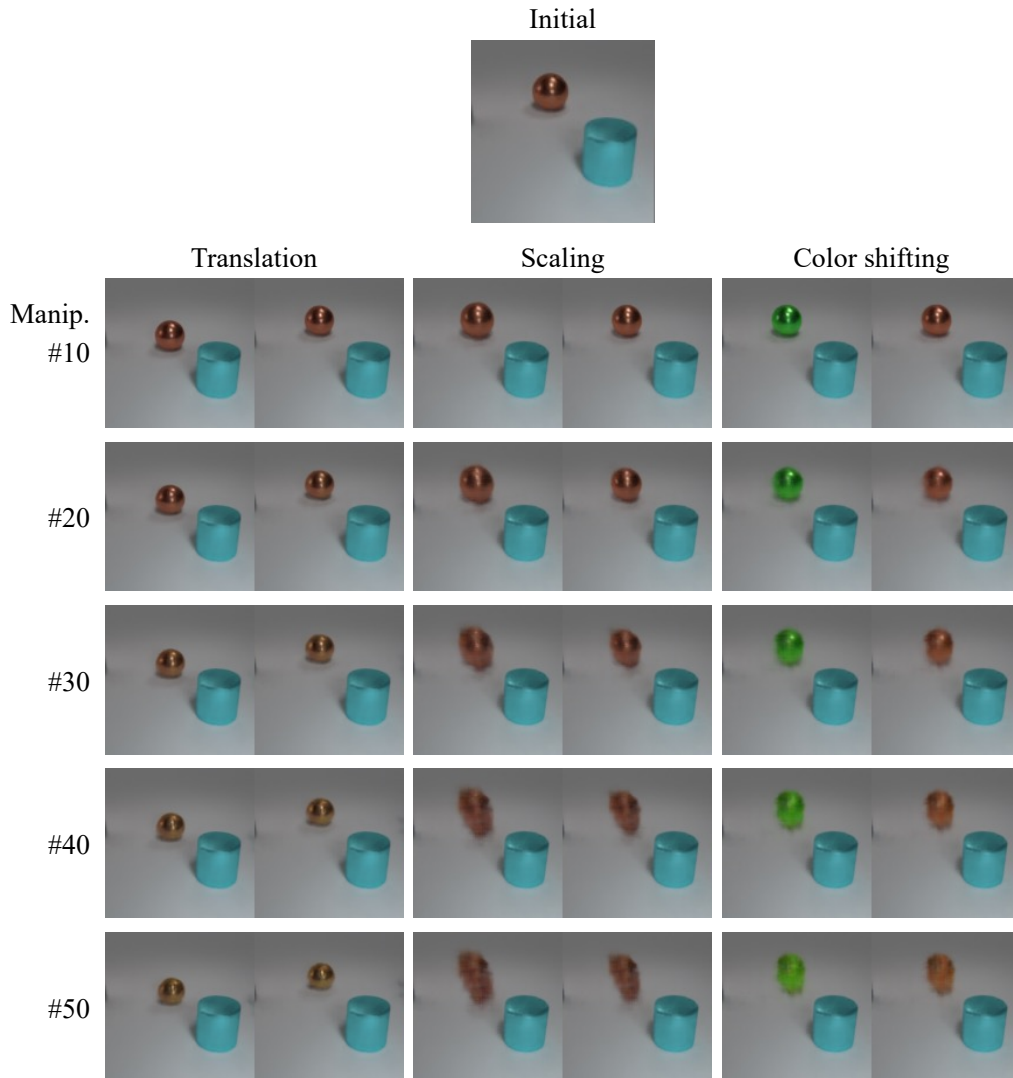 Initial
Translation
Scaling
Color shifting
Manip.
#10
#20
#30
#40
#50